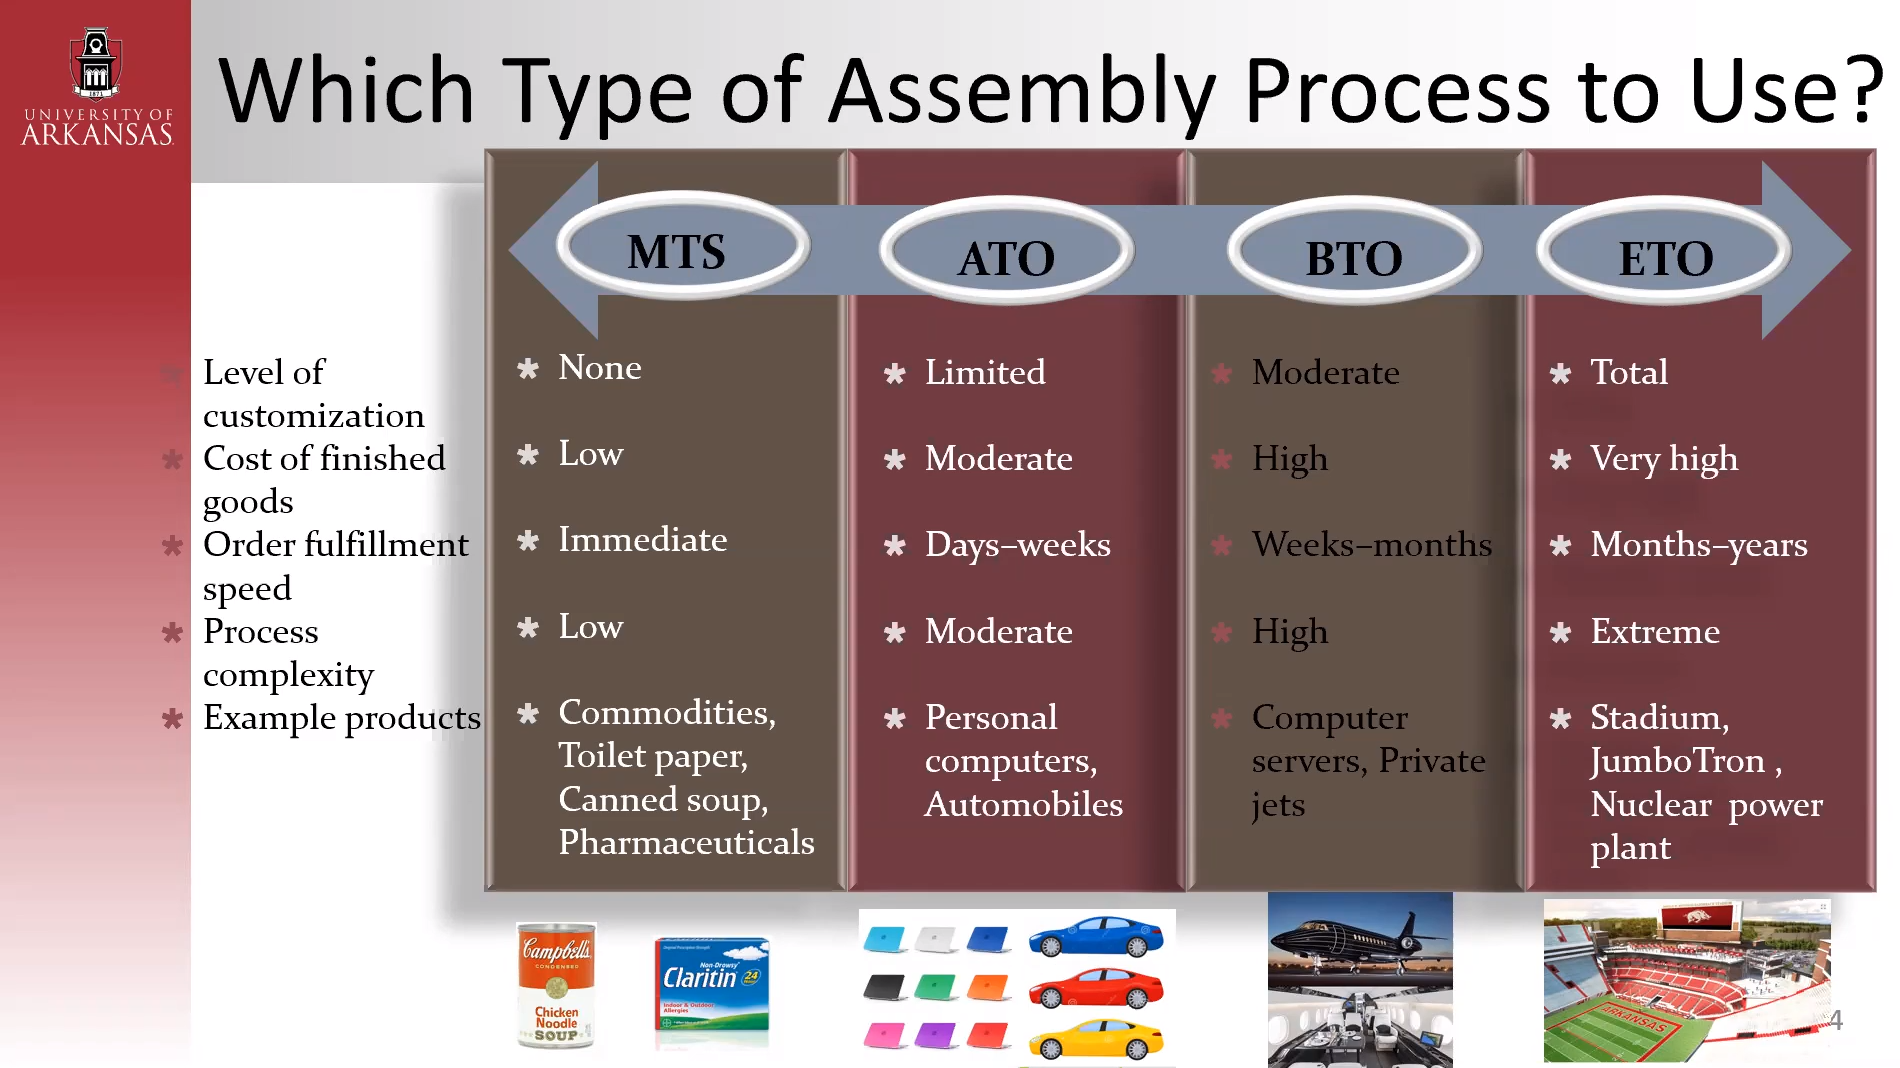 UNIVERSITY OF
ARKANSAS
1871
Which Type of Assembly Process to Use?
MTS
ATO
BTO
ETO
Level of
customization
Cost of finished
goods
Order fulfillment
speed
Process
complexity
Example products
None
Low
Immediate
Low
Commodities,
Toilet paper,
Canned soup,
Pharmaceuticals
Limited
Moderate
Days–weeks
Moderate
Personal
computers,
Automobiles
Moderate
High
Weeks–months
High
Computer
servers, Private
jets
Total
Very high
Months–years
Extreme
Stadium,
JumboTron ,
Nuclear power
plant
Campbell's
CONDENSED
Chicken
Noodle
SOUP
Non-Drowsy
Claritin
24
Indoor & Outdoor
Allergies
ARKANSAS
4